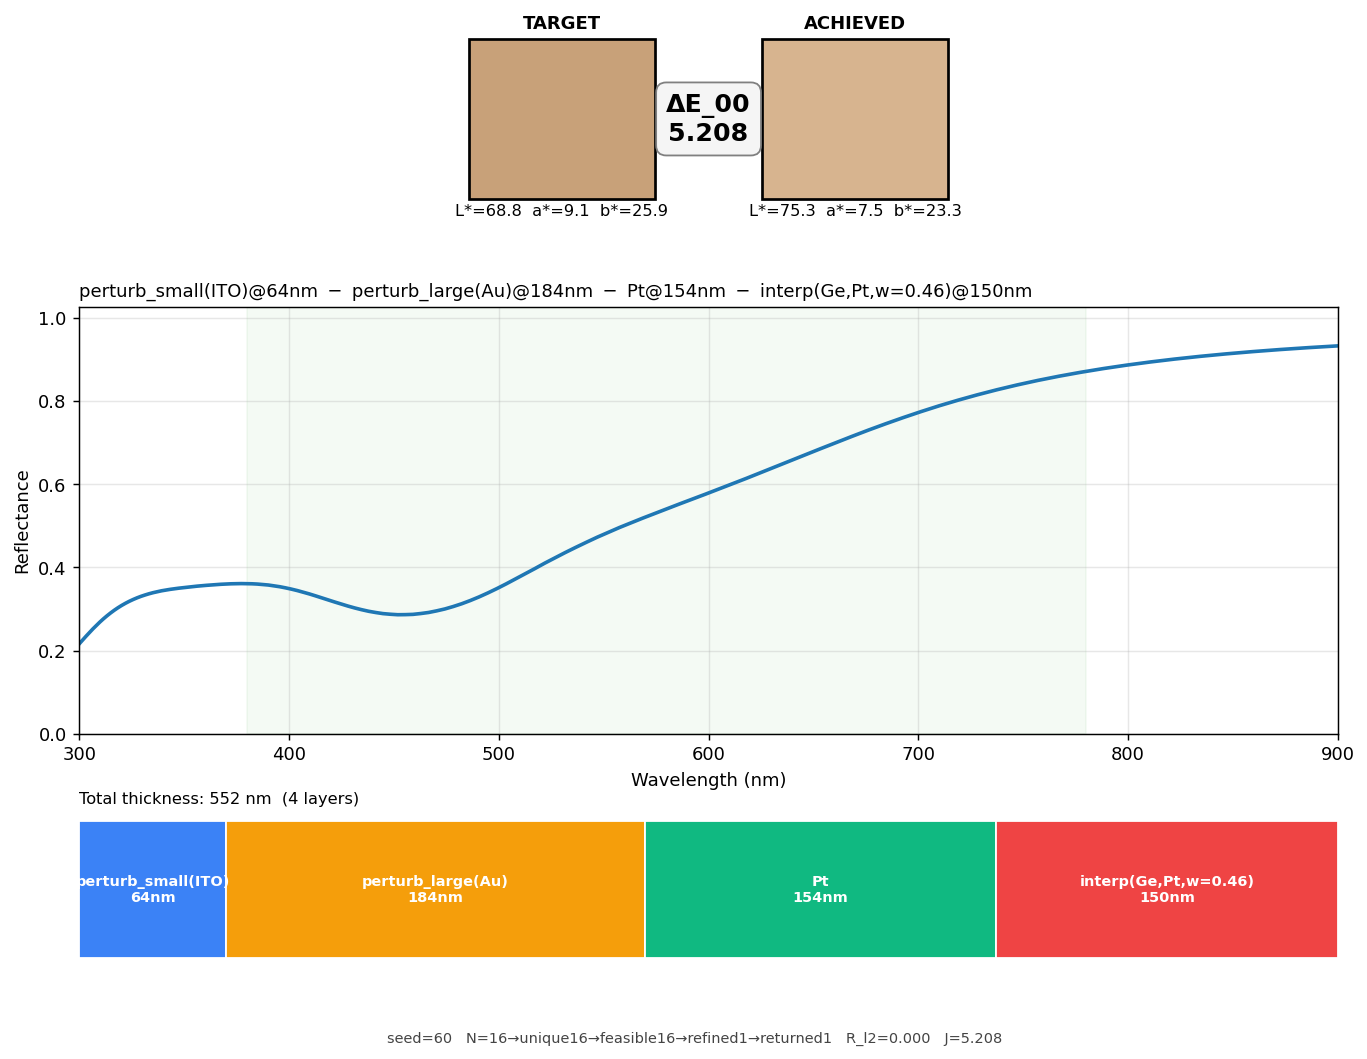 TARGET
ACHIEVED
ΔE_00
5.208
L*=68.8  a*=9.1  b*=25.9
L*=75.3  a*=7.5  b*=23.3
perturb_small(ITO)@64nm − perturb_large(Au)@184nm − Pt@154nm − interp(Ge,Pt,w=0.46)@150nm
1.0
0.8
0.6
0.4
0.2
0.0
Reflectance
300 400 500 600 700 800 900
Wavelength (nm)
Total thickness: 552 nm  (4 layers)
perturb_small(ITO)
64nm
perturb_large(Au)
184nm
Pt
154nm
interp(Ge,Pt,w=0.46)
150nm
seed=60   N=16→unique16→feasible16→refined1→returned1   R_l2=0.000   J=5.208